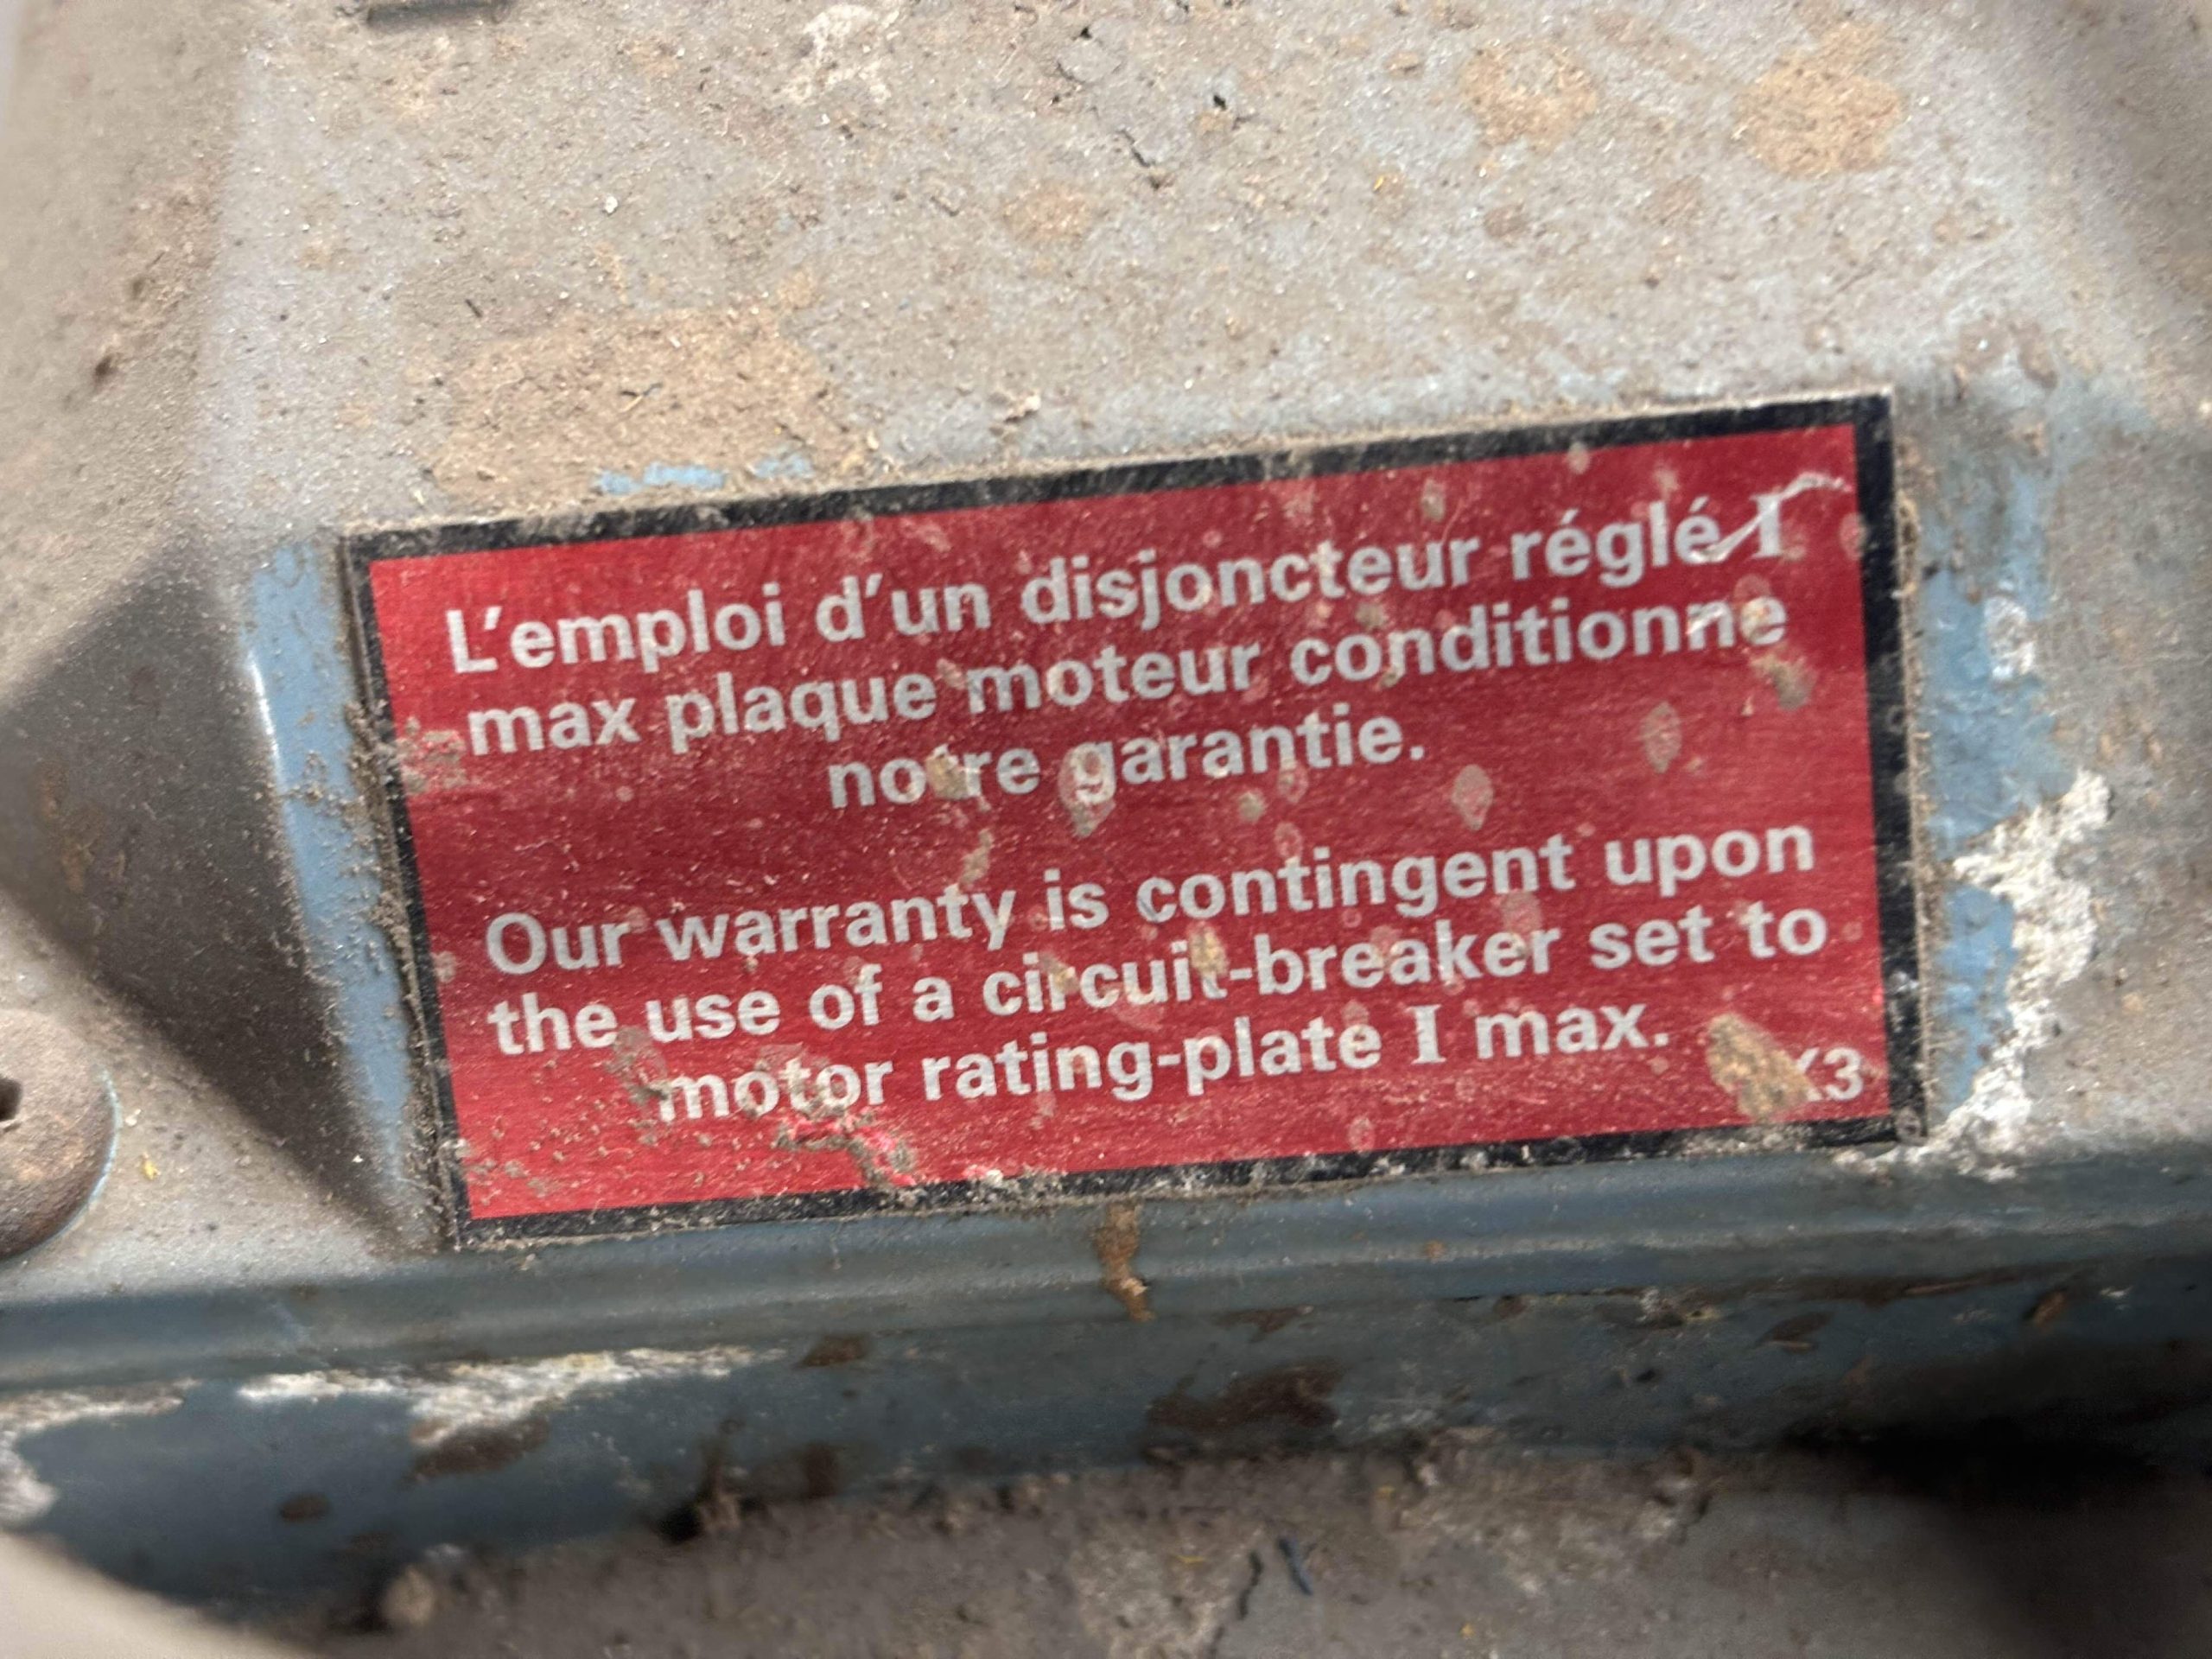 L'emploi d'un disjoncteur réglé I
max plaque moteur conditionne
notre garantie.
Our warranty is contingent upon
the use of a circuit-breaker set to
motor rating-plate I max.